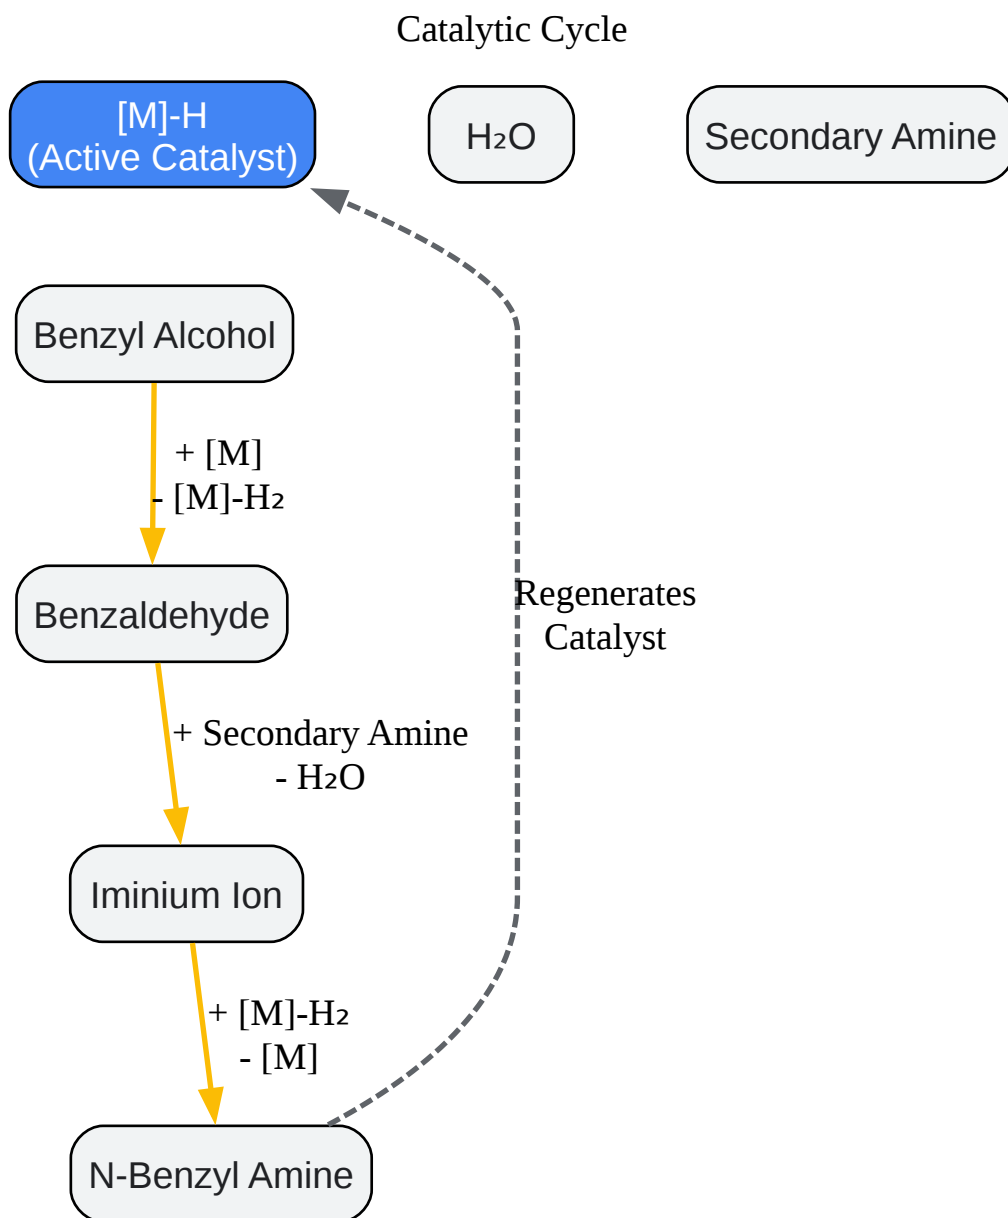 Catalytic Cycle
[M]-H
(Active Catalyst)
H₂O
Secondary Amine
Benzyl Alcohol
+ [M]
- [M]-H₂
Benzaldehyde
Regenerates
Catalyst
+ Secondary Amine
- H₂O
Iminium Ion
+ [M]-H₂
- [M]
N-Benzyl Amine